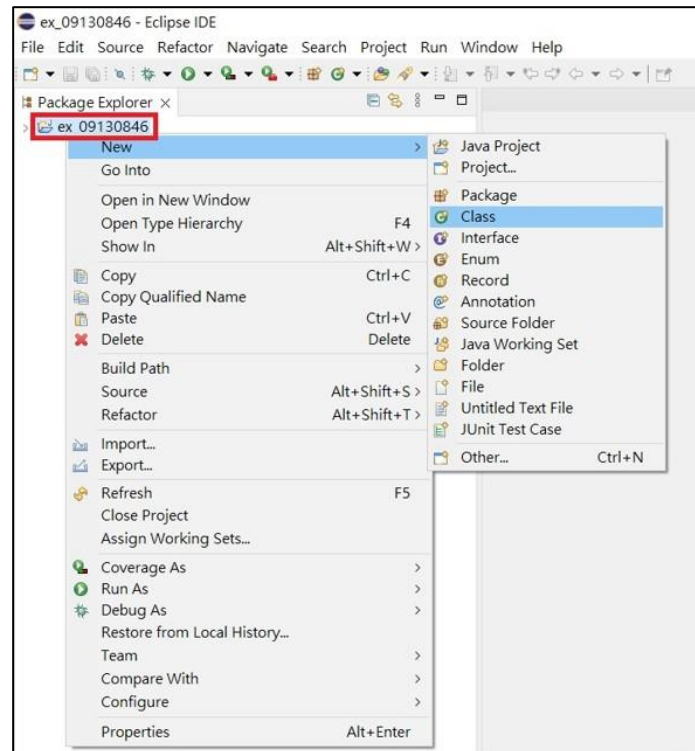 ex_09130846 - Eclipse IDE
File Edit Source Refactor Navigate Search Project Run Window Help
Package Explorer
ex_09130846
New
Go Into
Open in New Window
Open Type Hierarchy F4
Show In Alt+Shift+W
Copy Ctrl+C
Copy Qualified Name
Paste Ctrl+V
Delete Delete
Build Path
Source Alt+Shift+S
Refactor Alt+Shift+T
Import...
Export...
Refresh F5
Close Project
Assign Working Sets...
Coverage As
Run As
Debug As
Restore from Local History...
Team
Compare With
Configure
Properties Alt+Enter
Java Project
Project...
Package
Class
Interface
Enum
Record
Annotation
Source Folder
Java Working Set
Folder
File
Untitled Text File
JUnit Test Case
Other... Ctrl+N